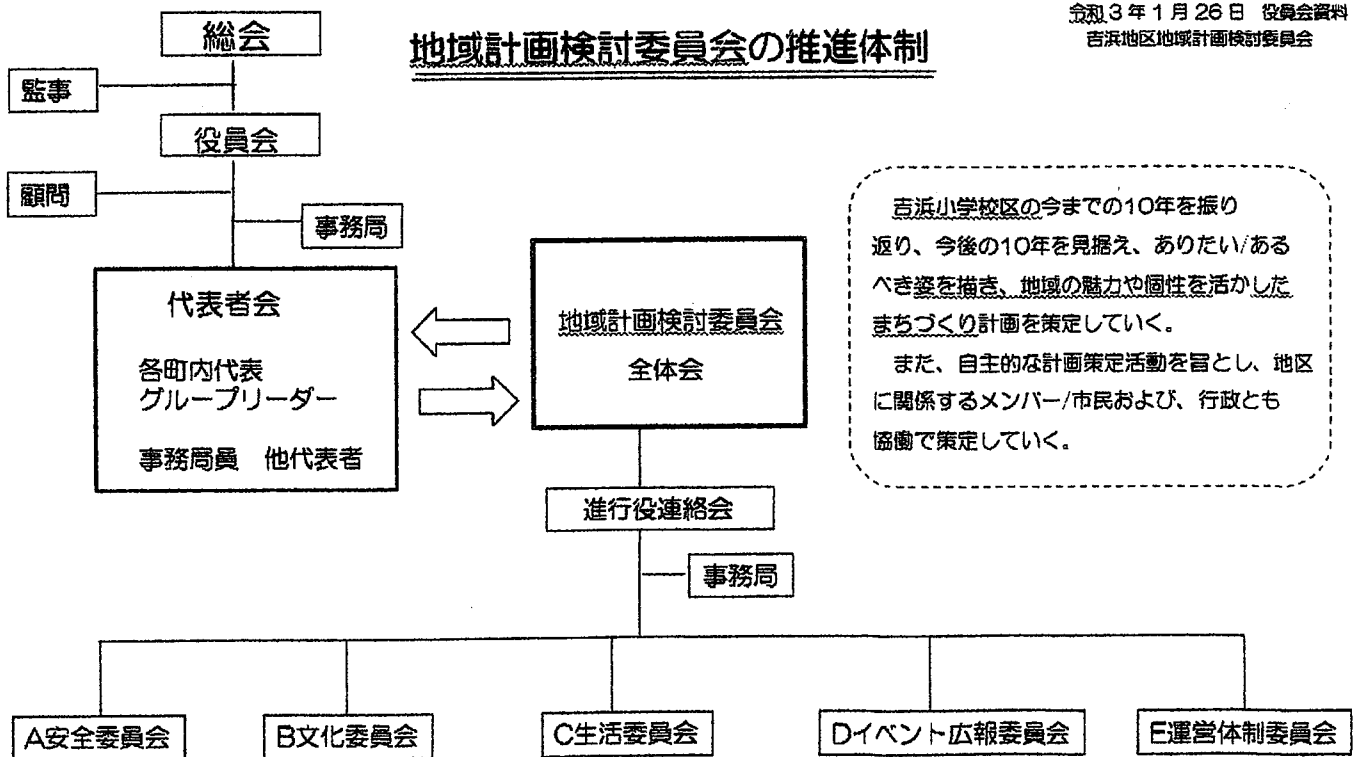 令和3年1月26日 役員会資料
吉浜地区地域計画検討委員会
地域計画検討委員会の推進体制
総会
監事
役員会
顧問
事務局
代表者会
各町内代表
グループリーダー
事務局員 他代表者
地域計画検討委員会
全体会
吉浜小学校区の今までの10年を振り
返り、今後の10年を見据え、ありたい/ある
べき姿を描き、地域の魅力や個性を活かした
まちづくり計画を策定していく。
また、自主的な計画策定活動を旨とし、地区
に関係するメンバー/市民および、行政とも
協働で策定していく。
進行役連絡会
事務局
A安全委員会
B文化委員会
C生活委員会
Dイベント広報委員会
E運営体制委員会